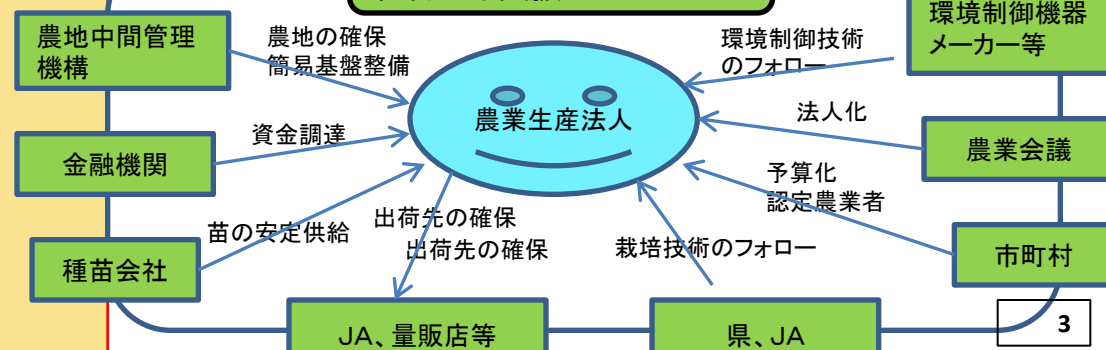 農地中間管理
機構
農地の確保
簡易基盤整備
環境制御技術
のフォロー
環境制御機器
メーカー等
農業生産法人
法人化
資金調達
金融機関
農業会議
予算化
認定農業者
苗の安定供給
出荷先の確保
出荷先の確保
栽培技術のフォロー
種苗会社
市町村
JA、量販店等
県、JA
3